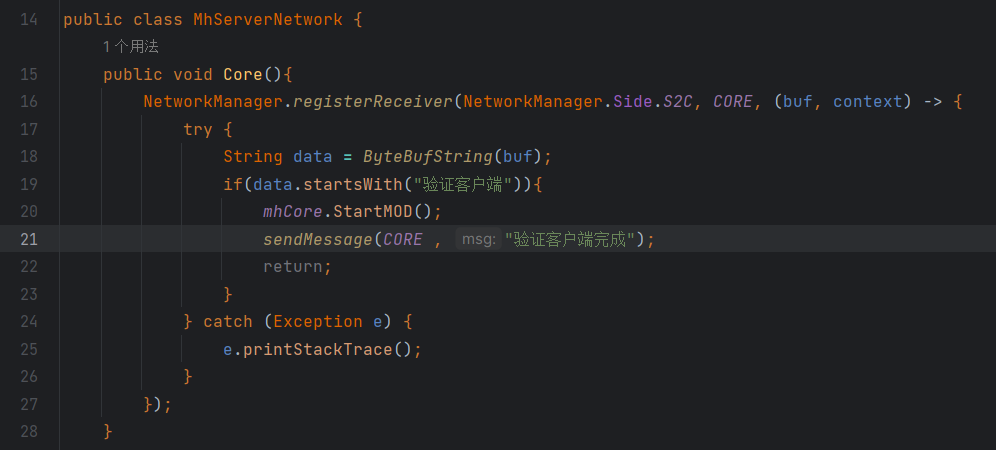 14 public class MhServerNetwork {
1 个用法
15 public void Core(){
16 NetworkManager.registerReceiver(NetworkManager.Side.S2C, CORE, (buf, context) -> {
17 try {
18 String data = ByteBufString(buf);
19 if(data.startsWith("验证客户端")){
20 mhCore.StartMOD();
21 sendMessage(CORE , msg: "验证客户端完成");
22 return;
23 }
24 } catch (Exception e) {
25 e.printStackTrace();
26 }
27 });
28 }